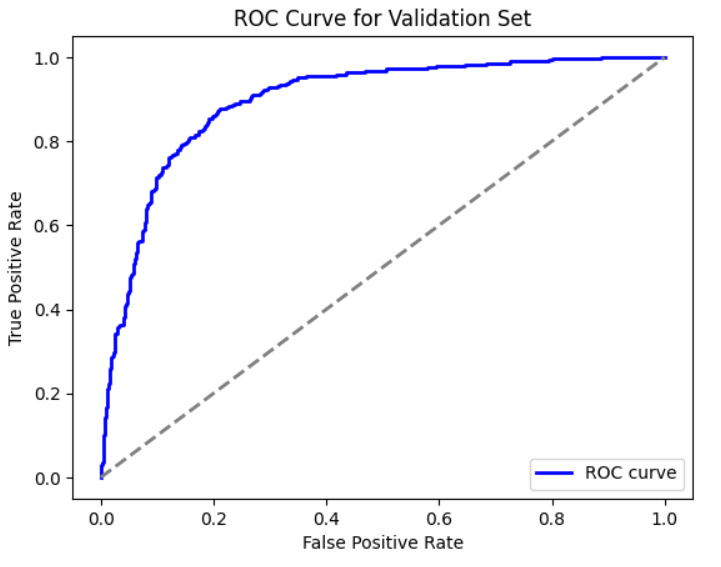 ROC Curve for Validation Set
True Positive Rate
1.0
0.8
0.6
0.4
0.2
0.0
ROC curve
0.0 0.2 0.4 0.6 0.8 1.0
False Positive Rate